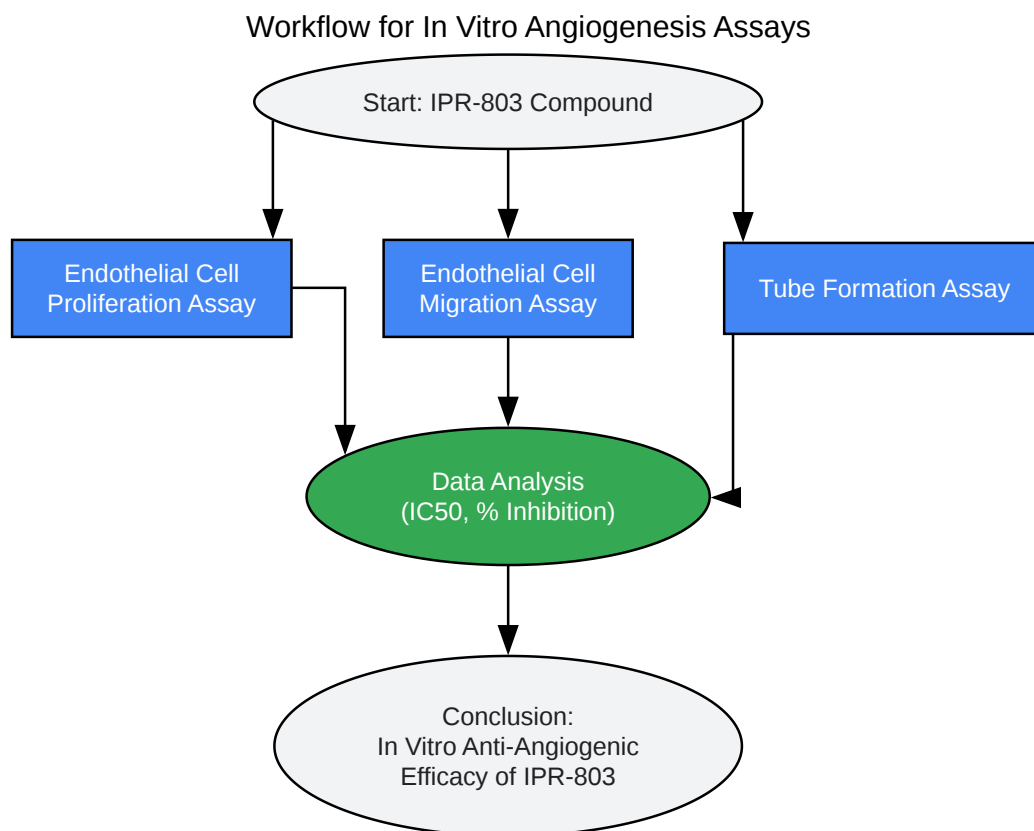 Workflow for In Vitro Angiogenesis Assays
Start: IPR-803 Compound
Endothelial Cell
Proliferation Assay
Endothelial Cell
Migration Assay
Tube Formation Assay
Data Analysis
(IC50, % Inhibition)
Conclusion:
In Vitro Anti-Angiogenic
Efficacy of IPR-803